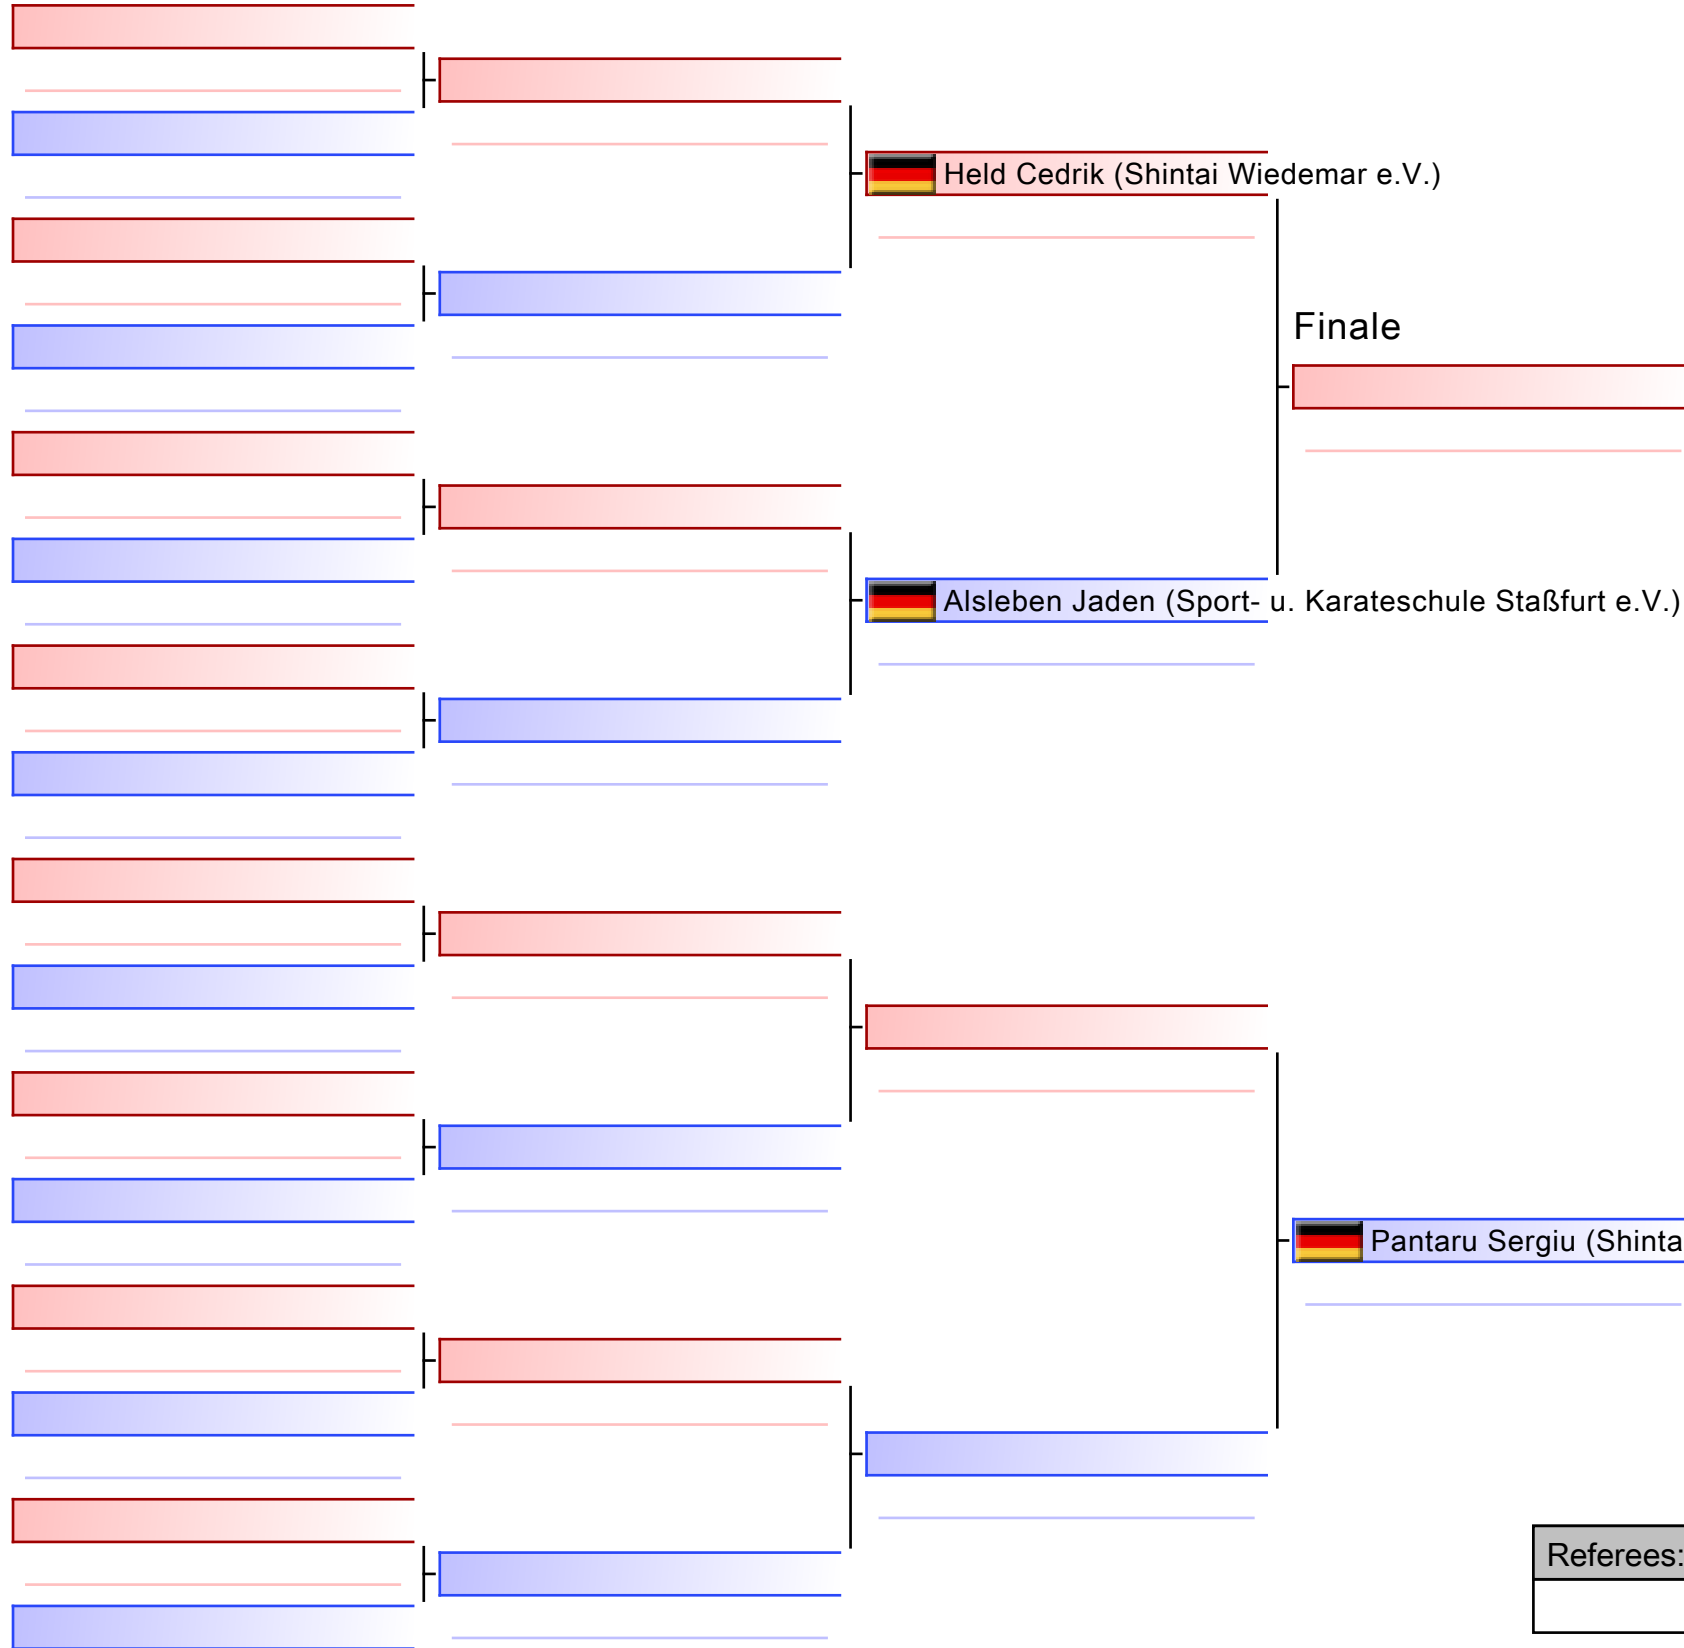 Held Cedrik (Shintai Wiedemar e.V.)
Finale
Alsleben Jaden (Sport- u. Karateschule Staßfurt e.V.)
Pantaru Sergiu (Shinta
Referees: